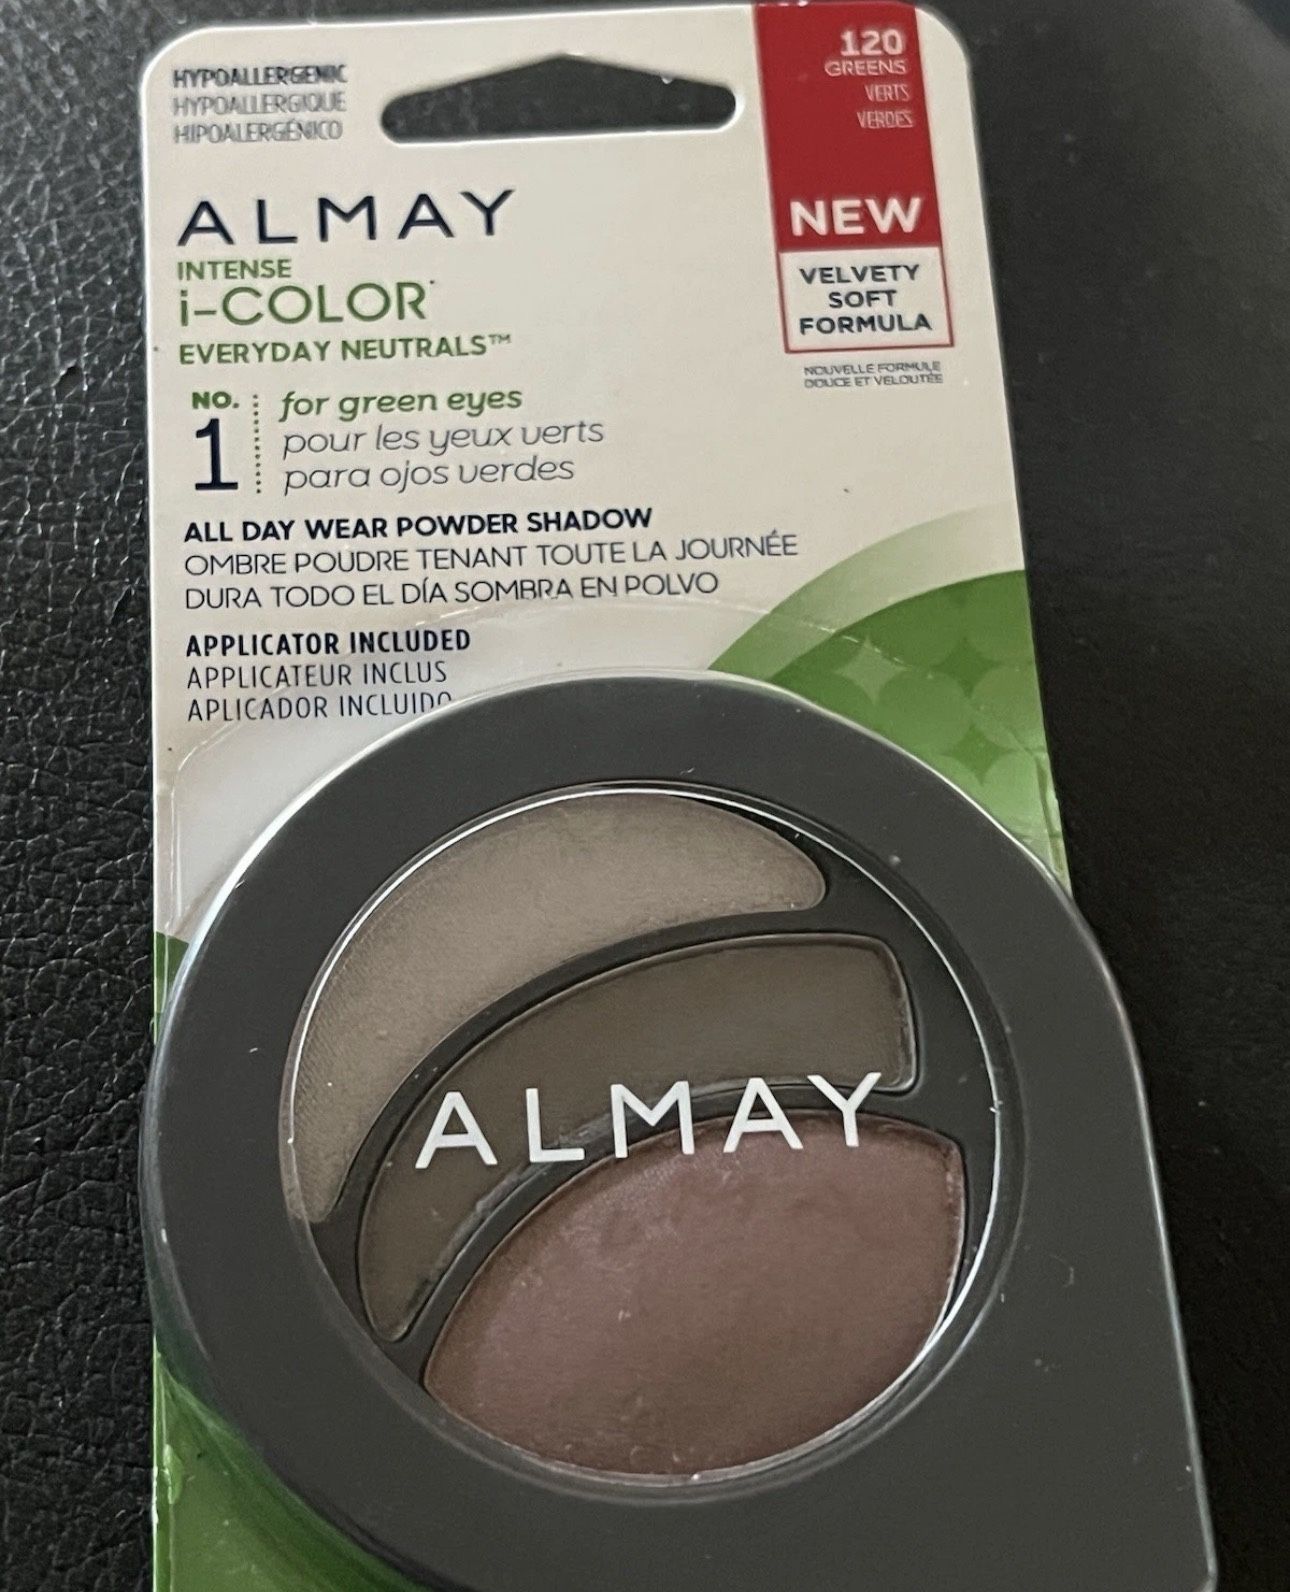 HYPOALLERGENIC
HYPOALLERGIQUE
HIPOALERGÉNICO
120
GREENS
VERTS
VERDES
ALMAY
INTENSE
i-COLOR
EVERYDAY NEUTRALS™
NEW
VELVETY
SOFT
FORMULA
NOUVELLE FORMULE
DOUCE ET VELOUTÉE
NO.
1
for green eyes
pour les yeux verts
para ojos verdes
ALL DAY WEAR POWDER SHADOW
OMBRE POUDRE TENANT TOUTE LA JOURNÉE
DURA TODO EL DÍA SOMBRA EN POLVO
APPLICATOR INCLUDED
APPLICATEUR INCLUS
APLICADOR INCLUIDO
ALMAY